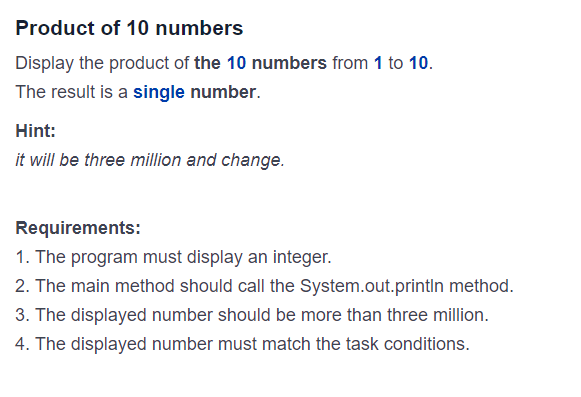 Product of 10 numbers
Display the product of the 10 numbers from 1 to 10.
The result is a single number.
Hint:
it will be three million and change.
Requirements:
1. The program must display an integer.
2. The main method should call the System.out.println method.
3. The displayed number should be more than three million.
4. The displayed number must match the task conditions.